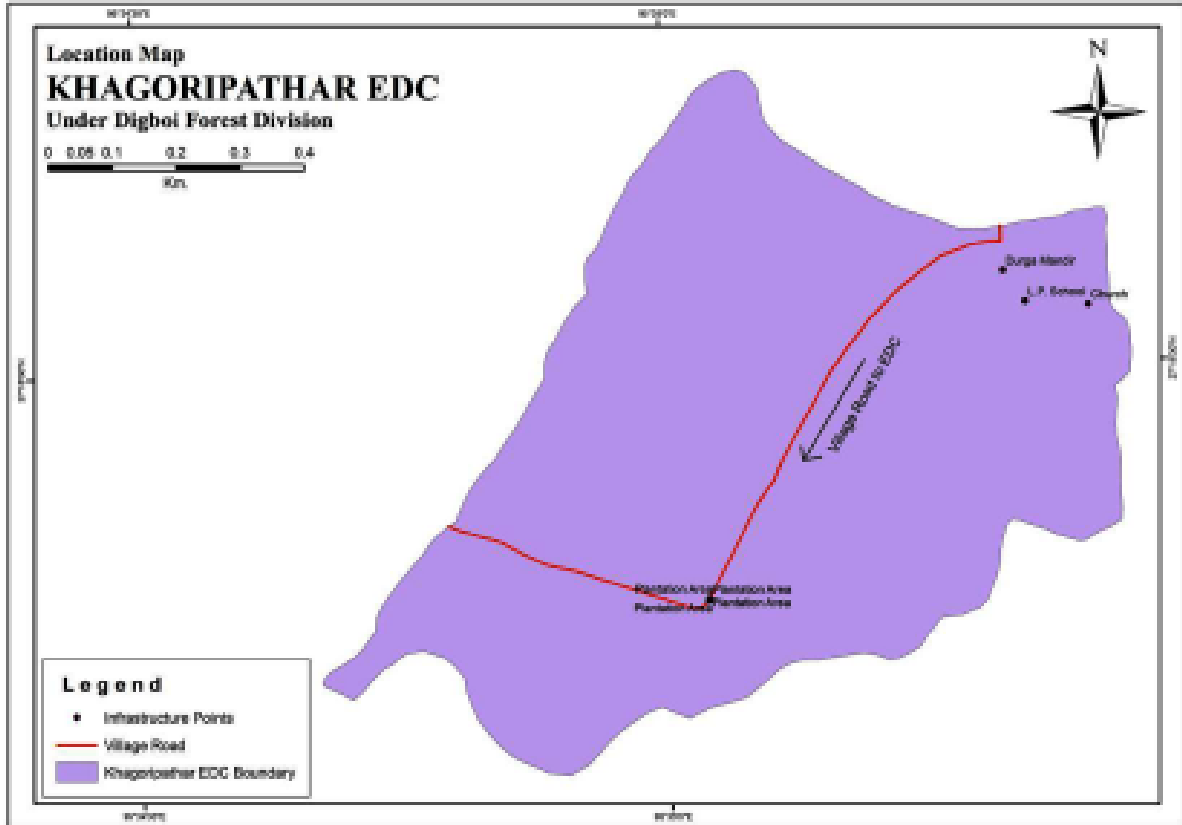 Location Map
KHAGORIPATHAR EDC
Under Digboi Forest Division
0 0.05 0.1 0.2 0.3 0.4
Km.
N
Durga Mandir
L.P. School Church
Village Road to EDC
Plantation Area Plantation Area
Plantation Area Plantation Area
Legend
Infrastructure Points
Village Road
Khagoripathar EDC Boundary